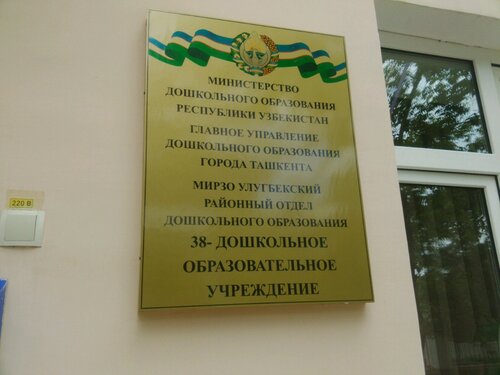 МИНИСТЕРСТВО
ДОШКОЛЬНОГО ОБРАЗОВАНИЯ
РЕСПУБЛИКИ УЗБЕКИСТАН
ГЛАВНОЕ УПРАВЛЕНИЕ
ДОШКОЛЬНОГО ОБРАЗОВАНИЯ
ГОРОДА ТАШКЕНТА
МИРЗО УЛУГБЕКСКИЙ
РАЙОННЫЙ ОТДЕЛ
ДОШКОЛЬНОГО ОБРАЗОВАНИЯ
38- ДОШКОЛЬНОЕ
ОБРАЗОВАТЕЛЬНОЕ
УЧРЕЖДЕНИЕ
220 В